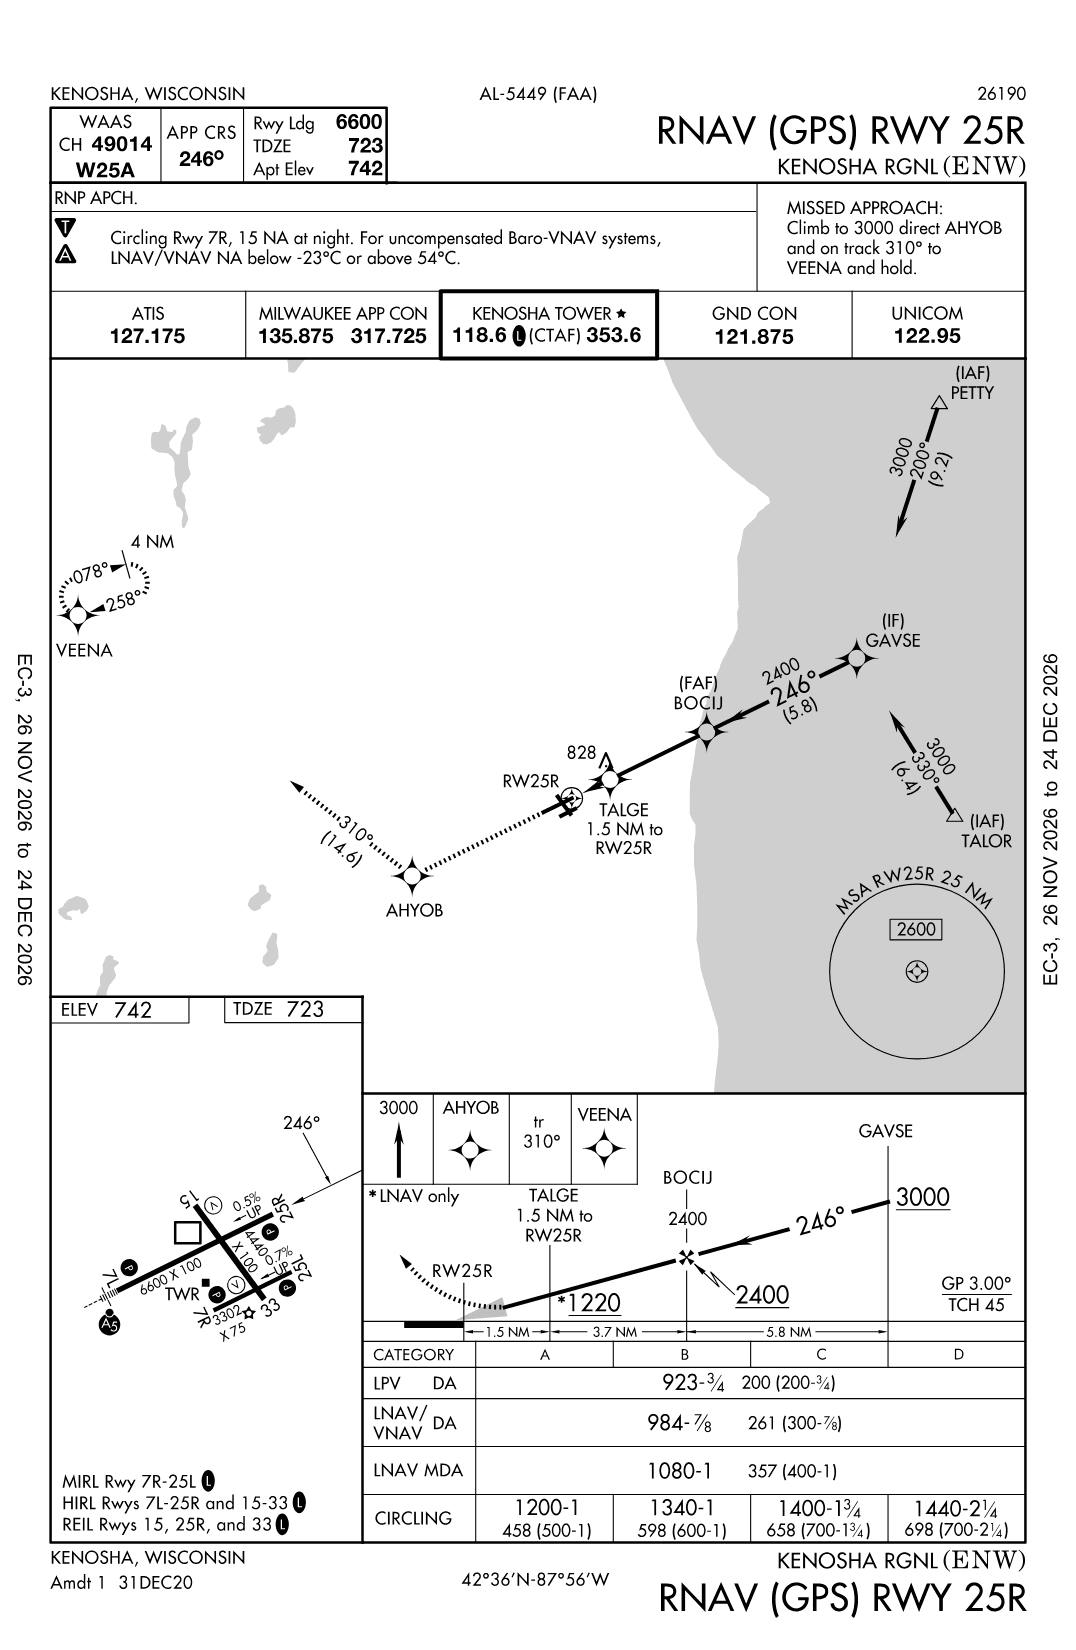 KENOSHA, WISCONSIN
AL-5449 (FAA)
26190
WAAS
CH 49014
W25A
APP CRS
246°
Rwy Ldg 6600
TDZE 723
Apt Elev 742
RNAV (GPS) RWY 25R
KENOSHA RGNL (ENW)
RNP APCH.
T
A
Circling Rwy 7R, 15 NA at night. For uncompensated Baro-VNAV systems,
LNAV/VNAV NA below -23°C or above 54°C.
MISSED APPROACH:
Climb to 3000 direct AHYOB
and on track 310° to
VEENA and hold.
ATIS
127.175
MILWAUKEE APP CON
135.875 317.725
KENOSHA TOWER ★
118.6 L (CTAF) 353.6
GND CON
121.875
UNICOM
122.95
(IAF)
PETTY
3000
200°
(9.2)
4 NM
078°
258°
VEENA
(IF)
GAVSE
2400
246°
(5.8)
(FAF)
BOCIJ
828
RW25R
TALGE
1.5 NM to
RW25R
3000
330°
(6.4)
(IAF)
TALOR
310°
(14.6)
AHYOB
MSA RW25R 25 NM
2600
EC-3, 26 NOV 2026 to 24 DEC 2026
EC-3, 26 NOV 2026 to 24 DEC 2026
ELEV 742
TDZE 723
246°
15
V
0.5%
UP
25R
P
4440
X 100
0.7%
UP
25L
P
7L
P
6600 X 100
TWR
P
V
7R
3302
X 75
33
A5
MIRL Rwy 7R-25L L
HIRL Rwys 7L-25R and 15-33 L
REIL Rwys 15, 25R, and 33 L
3000
AHYOB
tr
310°
VEENA
*LNAV only
TALGE
1.5 NM to
RW25R
BOCIJ
2400
GAVSE
3000
246°
RW25R
*1220
2400
GP 3.00°
TCH 45
1.5 NM
3.7 NM
5.8 NM
CATEGORY A B C D
LPV DA 923-¾ 200 (200-¾)
LNAV/
VNAV DA 984-⅞ 261 (300-⅞)
LNAV MDA 1080-1 357 (400-1)
CIRCLING
1200-1
458 (500-1)
1340-1
598 (600-1)
1400-1¾
658 (700-1¾)
1440-2¼
698 (700-2¼)
KENOSHA, WISCONSIN
Amdt 1 31DEC20
42°36'N-87°56'W
KENOSHA RGNL (ENW)
RNAV (GPS) RWY 25R